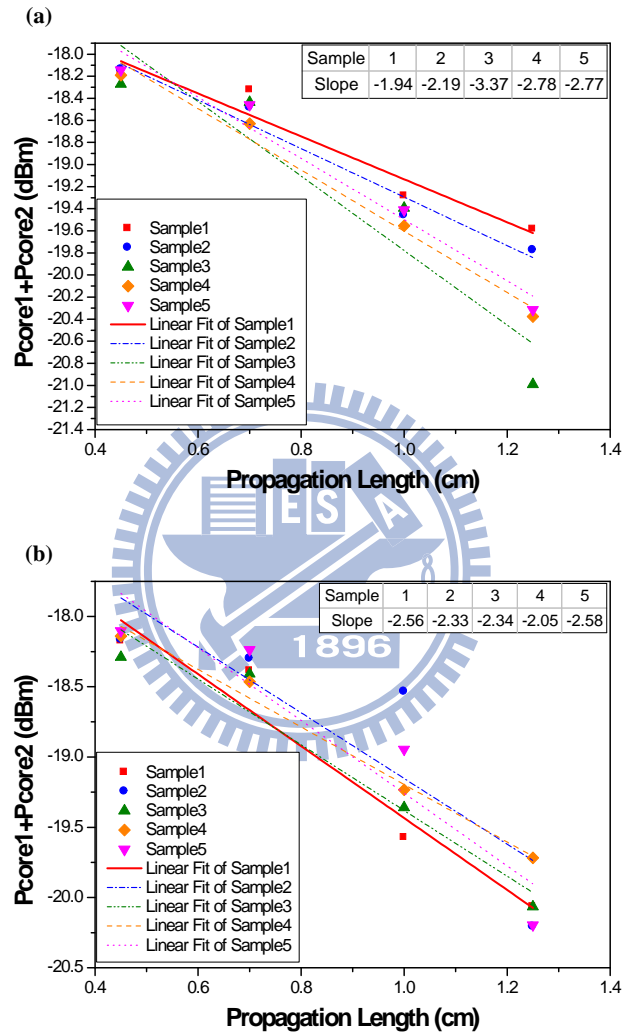 (a)
Sample 1 2 3 4 5
Slope -1.94 -2.19 -3.37 -2.78 -2.77
-18.0
-18.2
-18.4
-18.6
-18.8
-19.0
-19.2
-19.4
-19.6
-19.8
-20.0
-20.2
-20.4
-20.6
-20.8
-21.0
-21.2
-21.4
Pcore1+Pcore2 (dBm)
Sample1
Sample2
Sample3
Sample4
Sample5
Linear Fit of Sample1
Linear Fit of Sample2
Linear Fit of Sample3
Linear Fit of Sample4
Linear Fit of Sample5
0.4 0.6 0.8 1.0 1.2 1.4
Propagation Length (cm)
E S A
1896
(b)
Sample 1 2 3 4 5
Slope -2.56 -2.33 -2.34 -2.05 -2.58
-18.0
-18.5
-19.0
-19.5
-20.0
-20.5
Pcore1+Pcore2 (dBm)
Sample1
Sample2
Sample3
Sample4
Sample5
Linear Fit of Sample1
Linear Fit of Sample2
Linear Fit of Sample3
Linear Fit of Sample4
Linear Fit of Sample5
0.4 0.6 0.8 1.0 1.2 1.4
Propagation Length (cm)